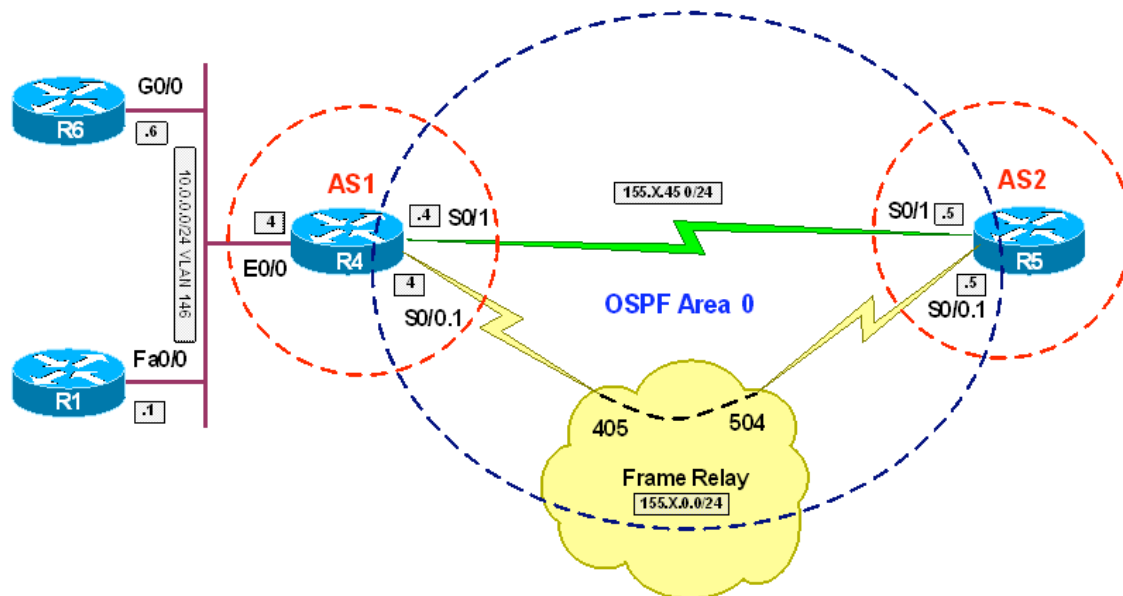 G0/0
R6
.6
10.0.0.0/24 VLAN 146
Fa0/0
R1
.1
AS1
4
E0/0
R4
.4
S0/1
4
S0/0.1
155.X.45 0/24
OSPF Area 0
AS2
S0/1
.5
R5
.5
S0/0.1
405
504
Frame Relay
155.X.0.0/24